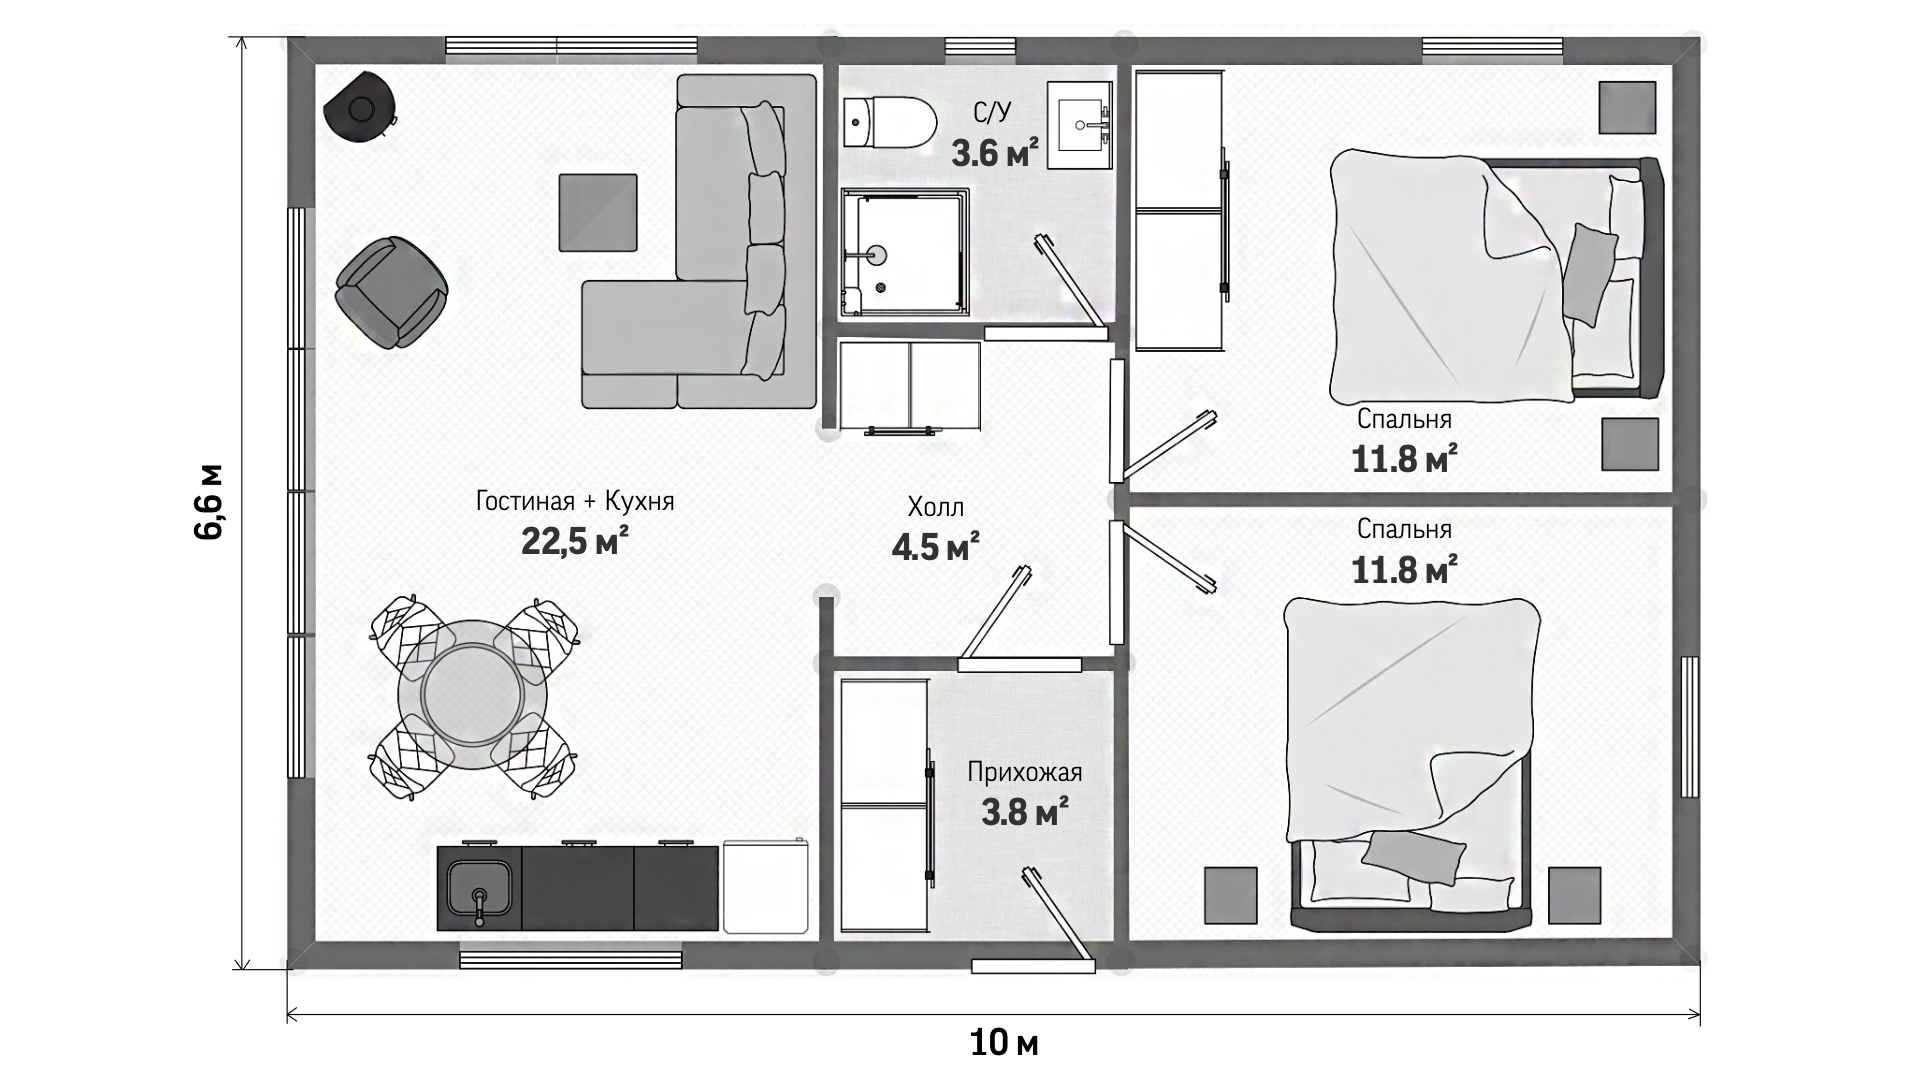 С/У
3.6 м²
Спальня
11.8 м²
6,6 м
Гостиная + Кухня
22,5 м²
Холл
4.5 м²
Спальня
11.8 м²
Прихожая
3.8 м²
10 м